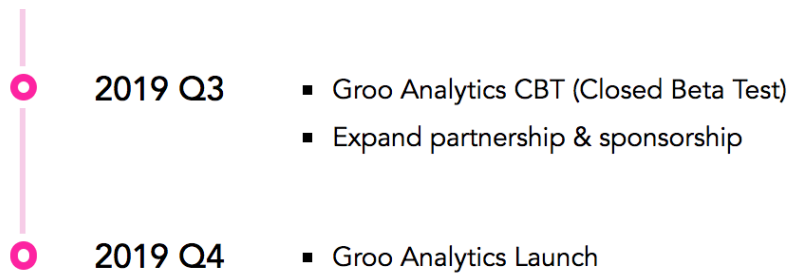 2019 Q3
▪ Groo Analytics CBT (Closed Beta Test)
▪ Expand partnership & sponsorship
2019 Q4
▪ Groo Analytics Launch